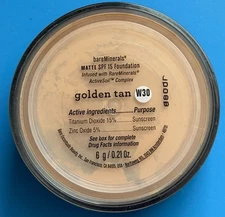 bareMinerals®
MATTE SPF 15 Foundation
Infused with BareMinerals®
ActiveSoil™ Complex
golden tan W30
Active ingredients..........Purpose
Titanium Dioxide 15% Sunscreen
Zinc Oxide 5% Sunscreen
See box for complete
Drug Facts information
6 g / 0.21 Oz.